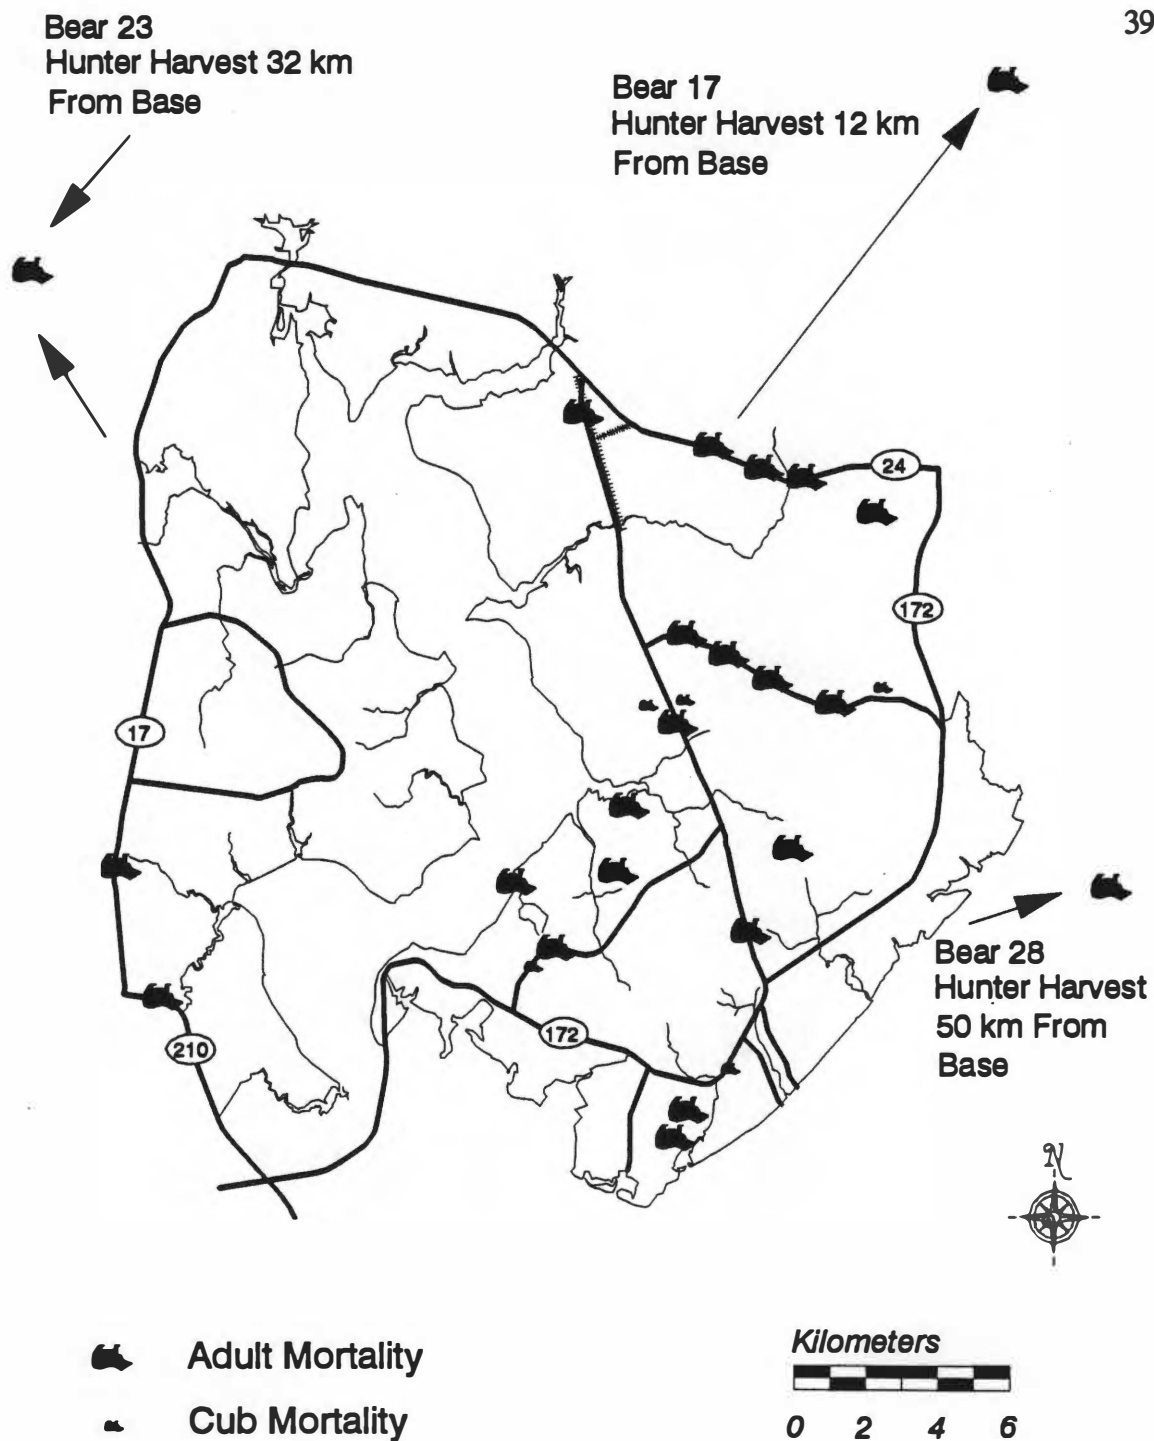 39
Bear 23
Hunter Harvest 32 km
From Base
Bear 17
Hunter Harvest 12 km
From Base
24
172
17
Bear 28
Hunter Harvest
50 km From
Base
172
210
N
Adult Mortality
Cub Mortality
Kilometers
0 2 4 6